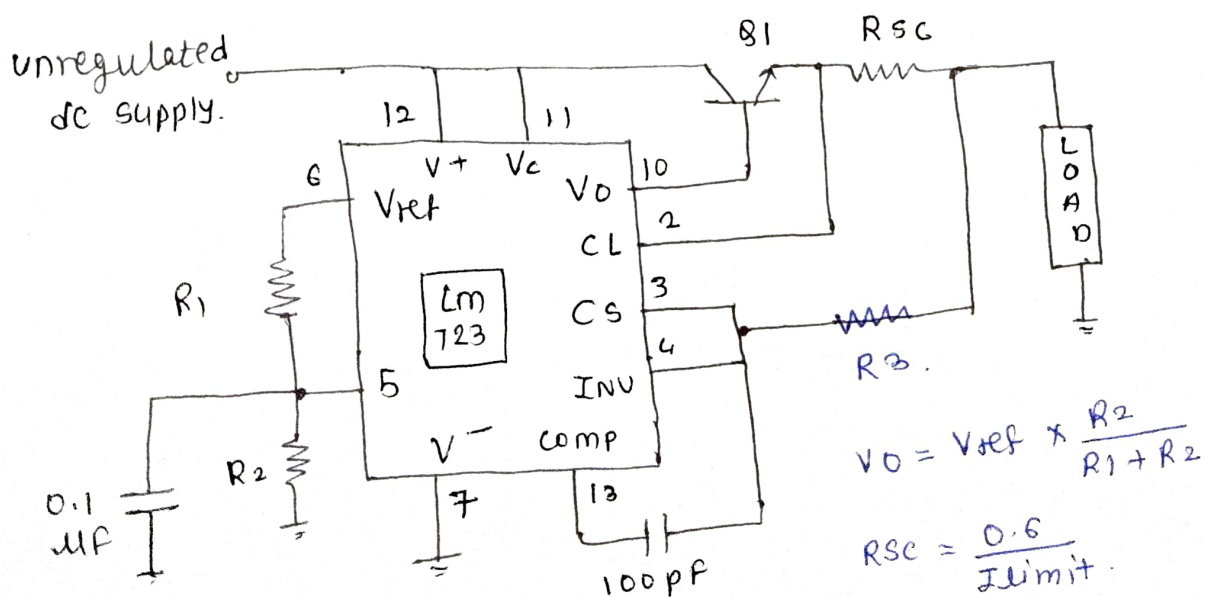 Q1 RSC
unregulated
dc supply.
12 11
V+ Vc
6
Vref
Vo 10
CL 2
R1
Lm
723
CS 3
4
INV
5
R3.
V- comp
R2
7 13
0.1
µF
100pF
LOAD
VO = Vref * R2 / R1 + R2
RSC = 0.6 / Ilimit.